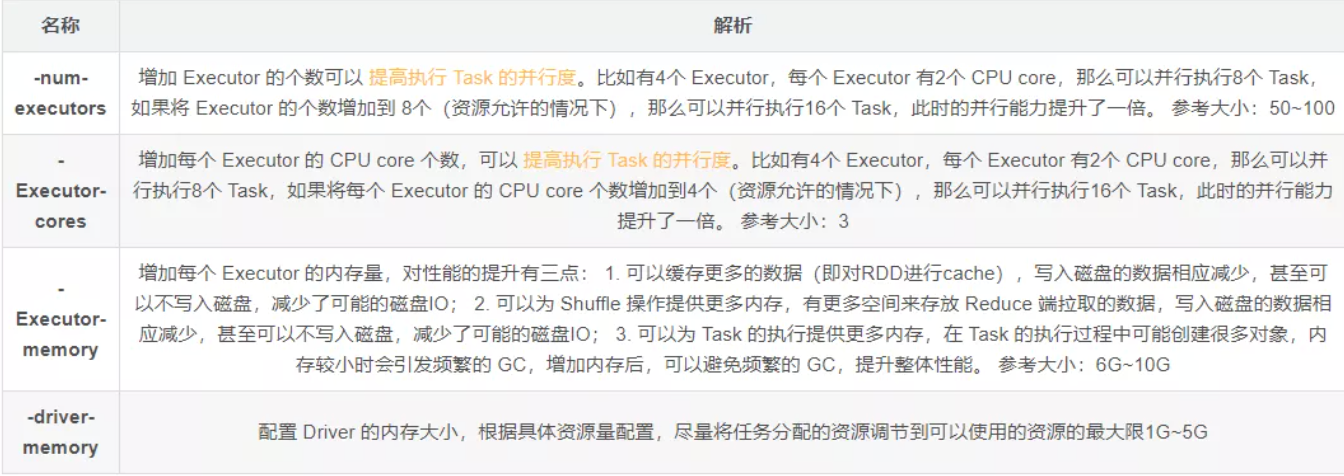 名称
解析
-num-
executors
增加 Executor 的个数可以 提高执行 Task 的并行度。比如有4个 Executor，每个 Executor 有2个 CPU core，那么可以并行执行8个 Task，
如果将 Executor 的个数增加到 8个（资源允许的情况下），那么可以并行执行16个 Task，此时的并行能力提升了一倍。 参考大小：50~100
-
Executor-
cores
增加每个 Executor 的 CPU core 个数，可以 提高执行 Task 的并行度。比如有4个 Executor，每个 Executor 有2个 CPU core，那么可以并
行执行8个 Task，如果将每个 Executor 的 CPU core 个数增加到4个（资源允许的情况下），那么可以并行执行16个 Task，此时的并行能力
提升了一倍。 参考大小：3
-
Executor-
memory
增加每个 Executor 的内存量，对性能的提升有三点： 1. 可以缓存更多的数据（即对RDD进行cache），写入磁盘的数据相应减少，甚至可
以不写入磁盘，减少了可能的磁盘IO； 2. 可以为 Shuffle 操作提供更多内存，有更多空间来存放 Reduce 端拉取的数据，写入磁盘的数据相
应减少，甚至可以不写入磁盘，减少了可能的磁盘IO； 3. 可以为 Task 的执行提供更多内存，在 Task 的执行过程中可能创建很多对象，内
存较小时会引发频繁的 GC，增加内存后，可以避免频繁的 GC，提升整体性能。 参考大小：6G~10G
-driver-
memory
配置 Driver 的内存大小，根据具体资源量配置，尽量将任务分配的资源调节到可以使用的资源的最大限1G~5G